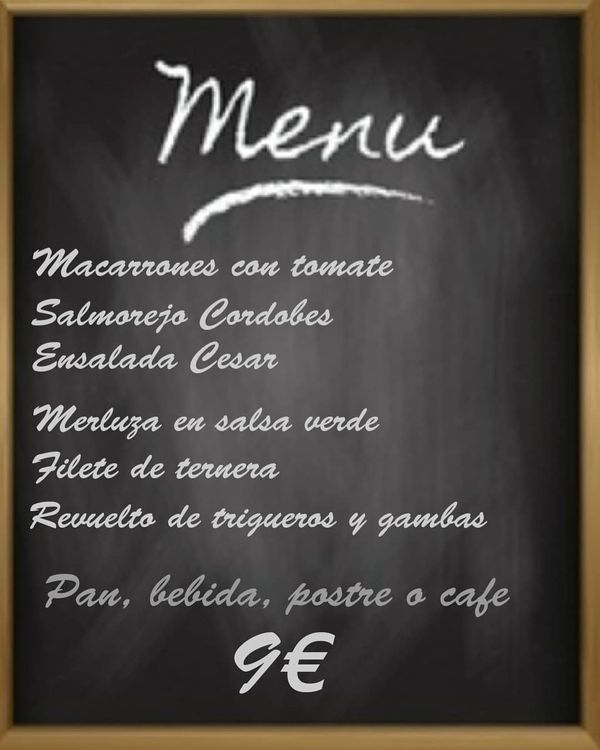 Menu
Macarrones con tomate
Salmorejo Cordobes
Ensalada Cesar
Merluza en salsa verde
Filete de ternera
Revuelto de trigueros y gambas
Pan, bebida, postre o cafe
9€